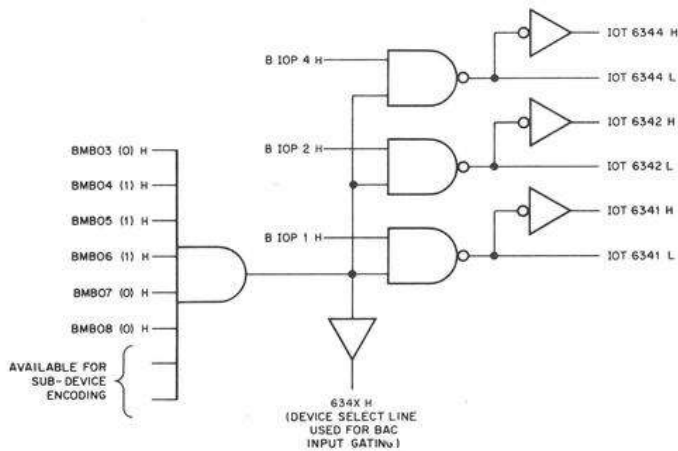 IOT 6344 H
B IOP 4 H
IOT 6344 L
IOT 6342 H
B IOP 2 H
IOT 6342 L
BMB03 (0) H
BMB04 (1) H
IOT 6341 H
BMB05 (1) H
B IOP 1 H
BMB06 (1) H
IOT 6341 L
BMB07 (0) H
BMB08 (0) H
AVAILABLE FOR
SUB-DEVICE
ENCODING
634X H
(DEVICE SELECT LINE
USED FOR BAC
INPUT GATING)